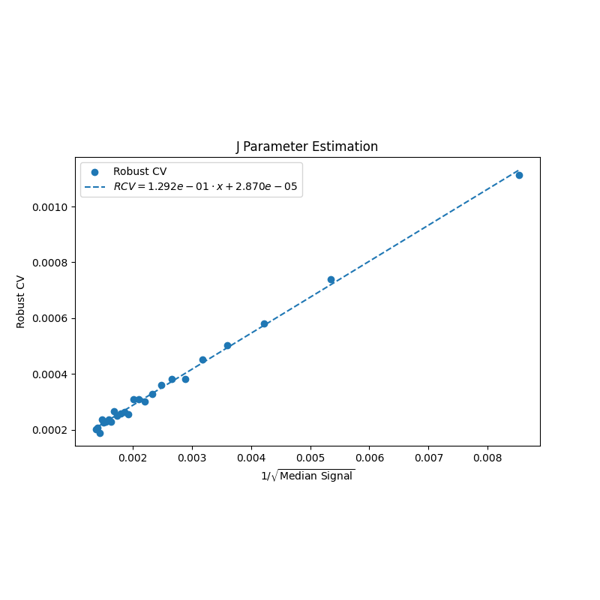 J Parameter Estimation
Robust CV
RCV = 1.292e − 01 · x + 2.870e − 05
0.0010
0.0008
0.0006
0.0004
0.0002
Robust CV
0.002 0.003 0.004 0.005 0.006 0.007 0.008
1/√Median Signal